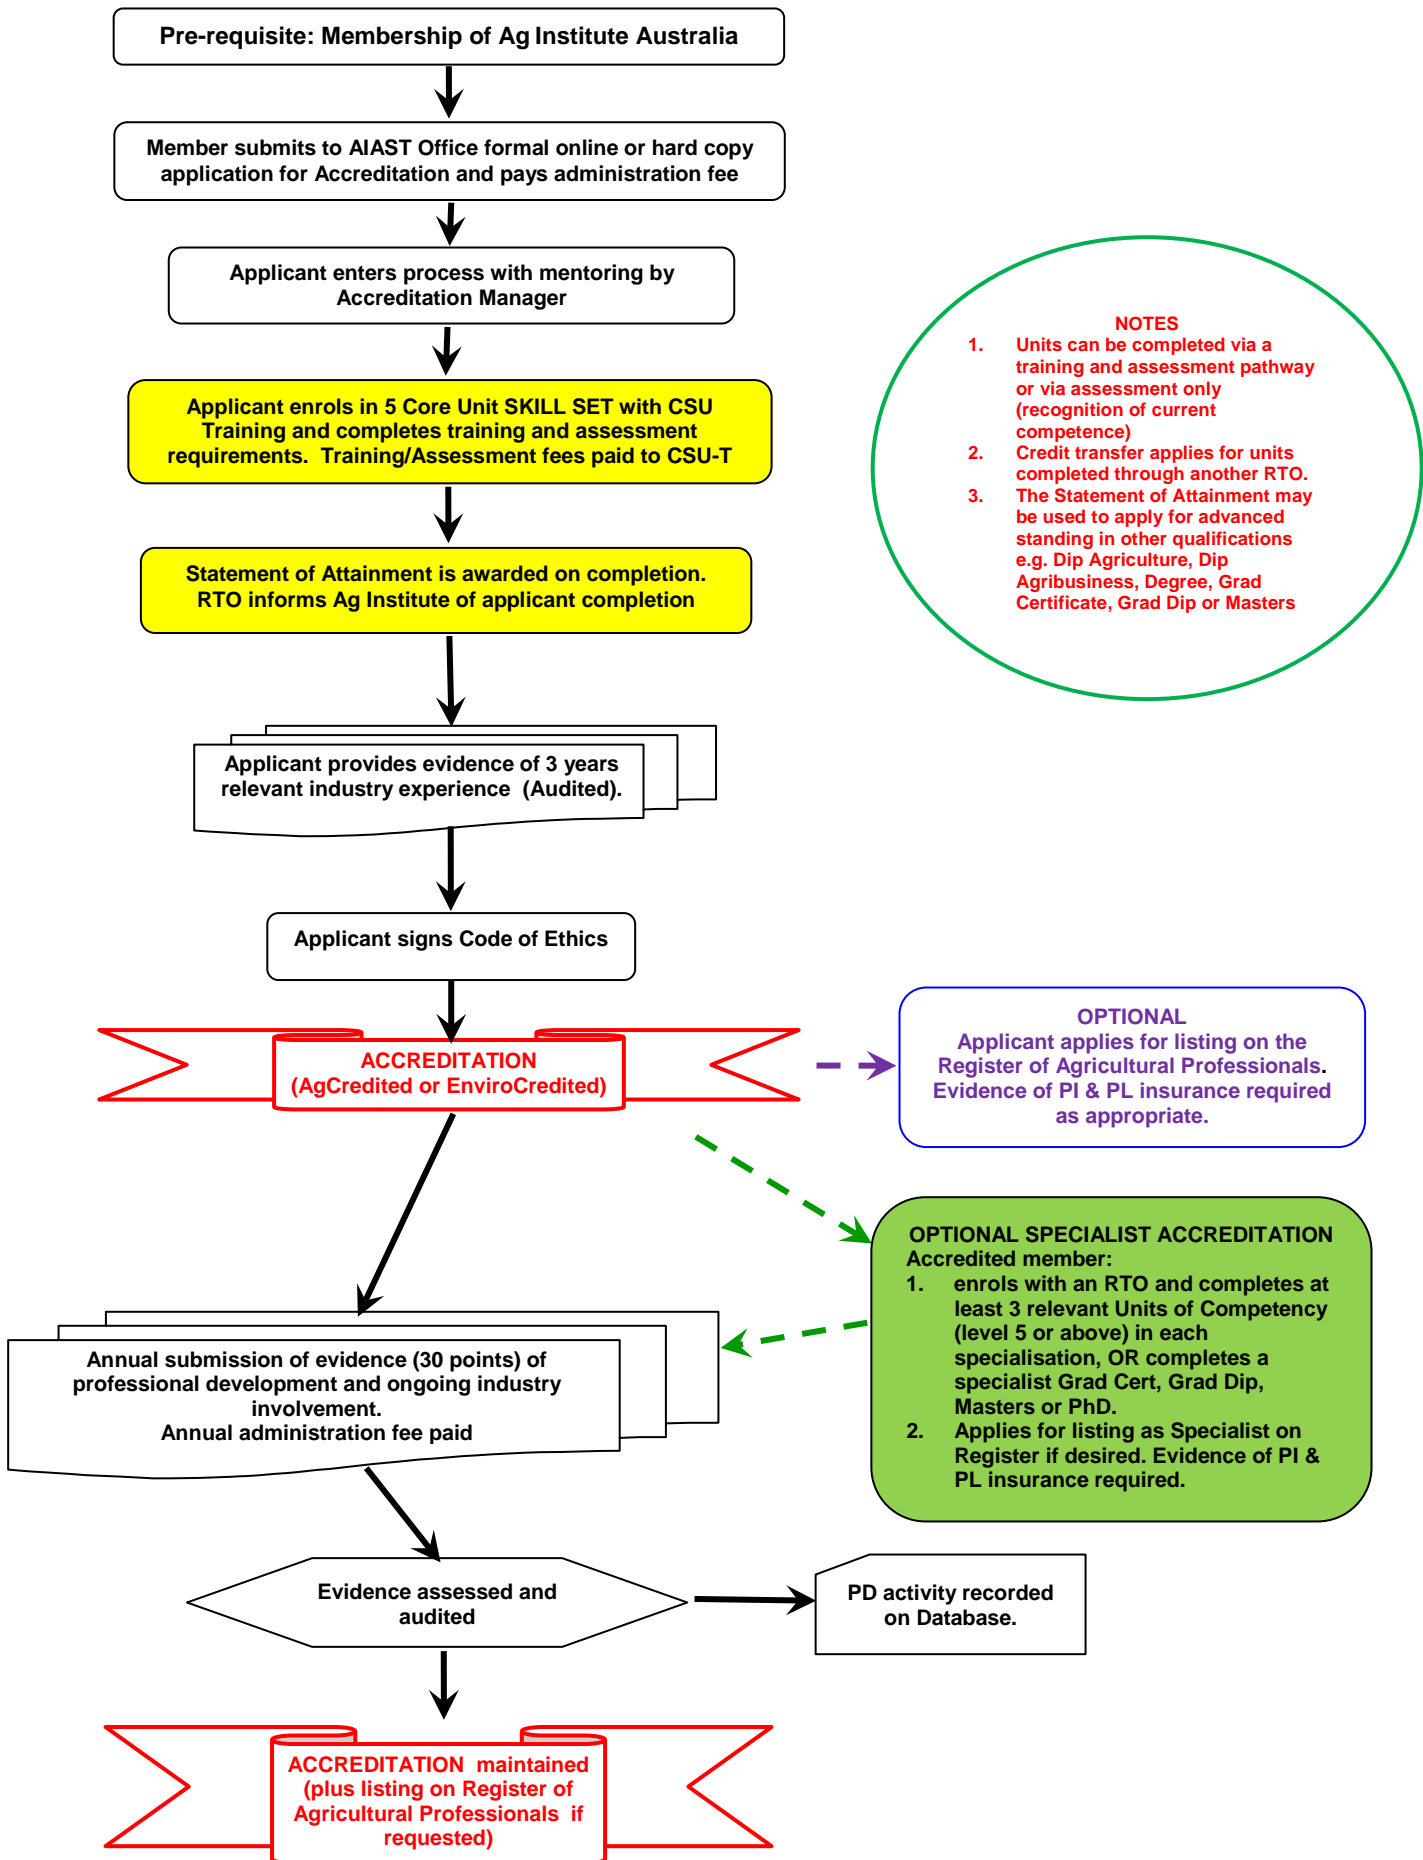 Pre-requisite: Membership of Ag Institute Australia
Member submits to AIAST Office formal online or hard copy
application for Accreditation and pays administration fee
Applicant enters process with mentoring by
Accreditation Manager
Applicant enrols in 5 Core Unit SKILL SET with CSU
Training and completes training and assessment
requirements.  Training/Assessment fees paid to CSU-T
Statement of Attainment is awarded on completion.
RTO informs Ag Institute of applicant completion
NOTES
1. Units can be completed via a
training and assessment pathway
or via assessment only
(recognition of current
competence)
2. Credit transfer applies for units
completed through another RTO.
3. The Statement of Attainment may
be used to apply for advanced
standing in other qualifications
e.g. Dip Agriculture, Dip
Agribusiness, Degree, Grad
Certificate, Grad Dip or Masters
Applicant provides evidence of 3 years
relevant industry experience  (Audited).
Applicant signs Code of Ethics
ACCREDITATION
(AgCredited or EnviroCredited)
OPTIONAL
Applicant applies for listing on the
Register of Agricultural Professionals.
Evidence of PI & PL insurance required
as appropriate.
OPTIONAL SPECIALIST ACCREDITATION
Accredited member:
1. enrols with an RTO and completes at
least 3 relevant Units of Competency
(level 5 or above) in each
specialisation, OR completes a
specialist Grad Cert, Grad Dip,
Masters or PhD.
2. Applies for listing as Specialist on
Register if desired. Evidence of PI &
PL insurance required.
Annual submission of evidence (30 points) of
professional development and ongoing industry
involvement.
Annual administration fee paid
Evidence assessed and
audited
PD activity recorded
on Database.
ACCREDITATION  maintained
(plus listing on Register of
Agricultural Professionals  if
requested)